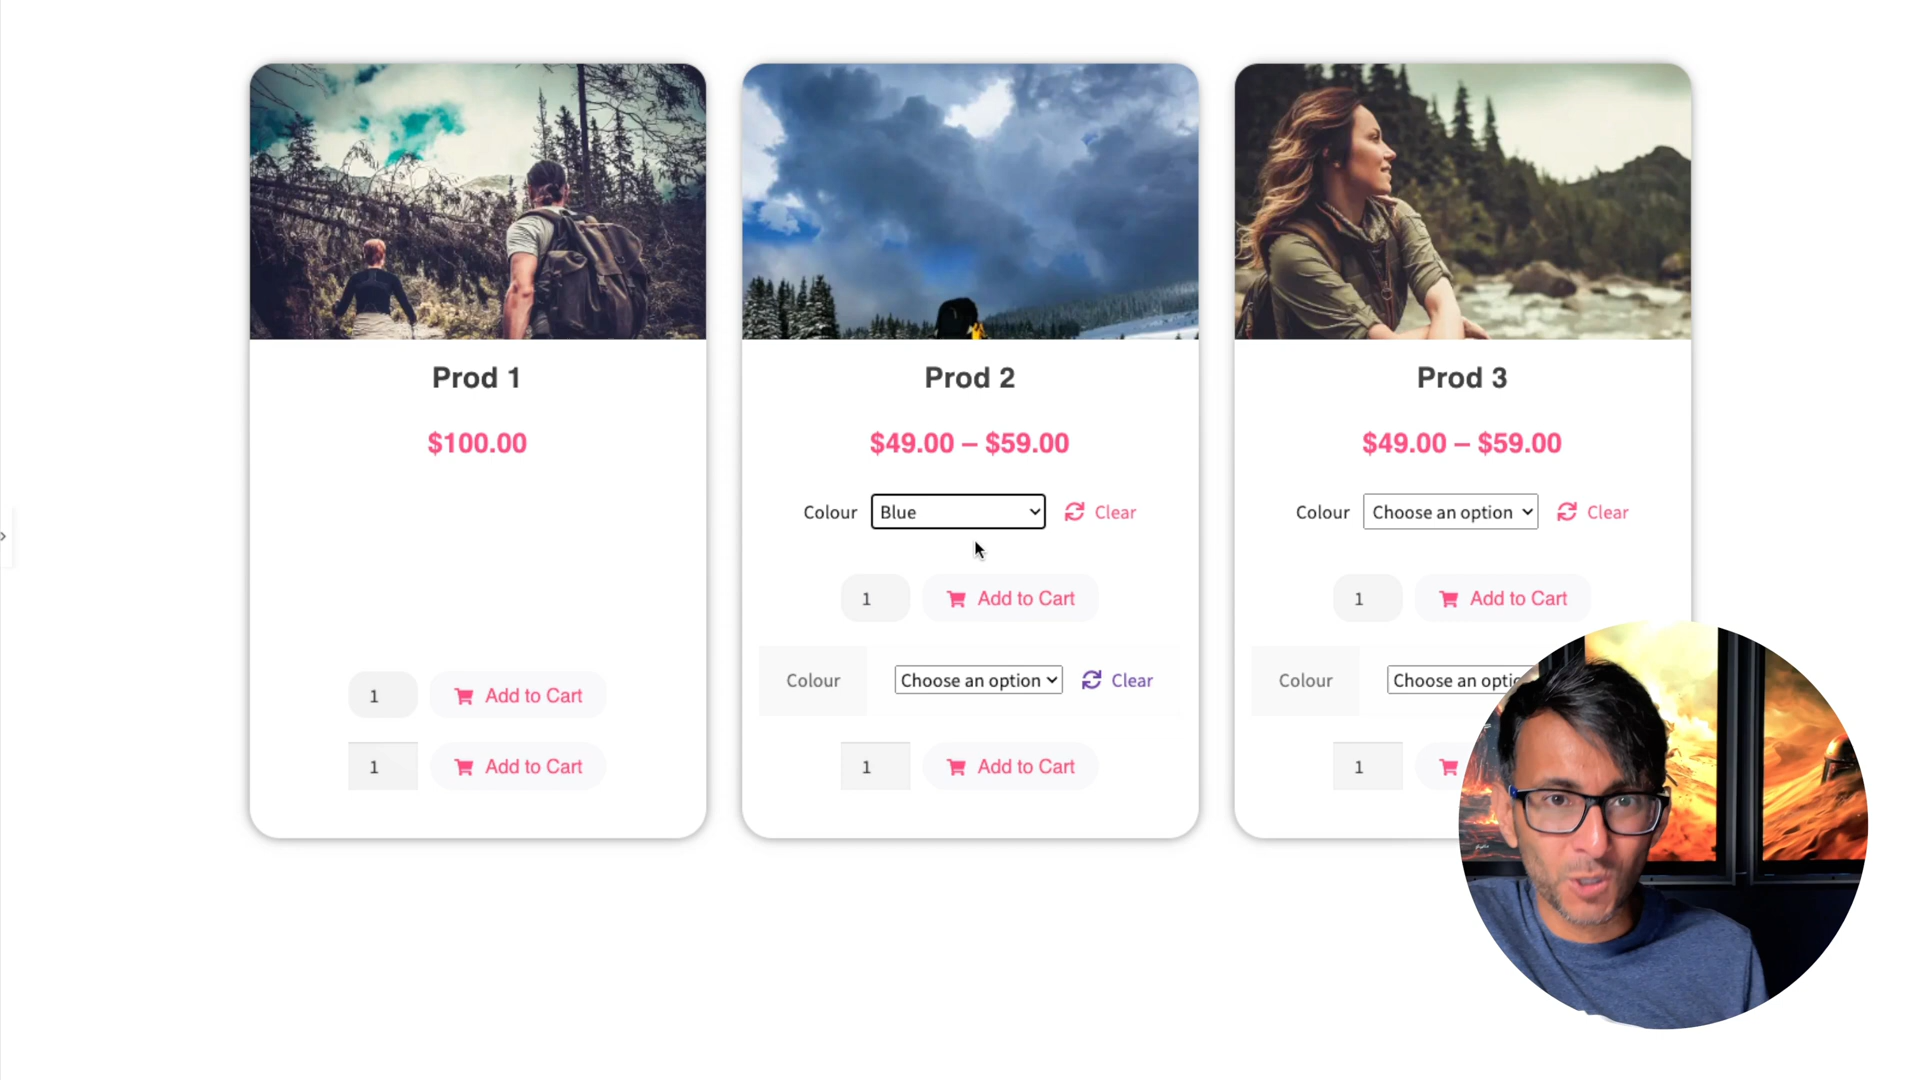 Prod 1
$100.00
1 Add to Cart
1 Add to Cart
Prod 2
$49.00 – $59.00
Colour Blue Clear
1 Add to Cart
Colour Choose an option Clear
1 Add to Cart
Prod 3
$49.00 – $59.00
Colour Choose an option Clear
1 Add to Cart
Colour Choose an
1